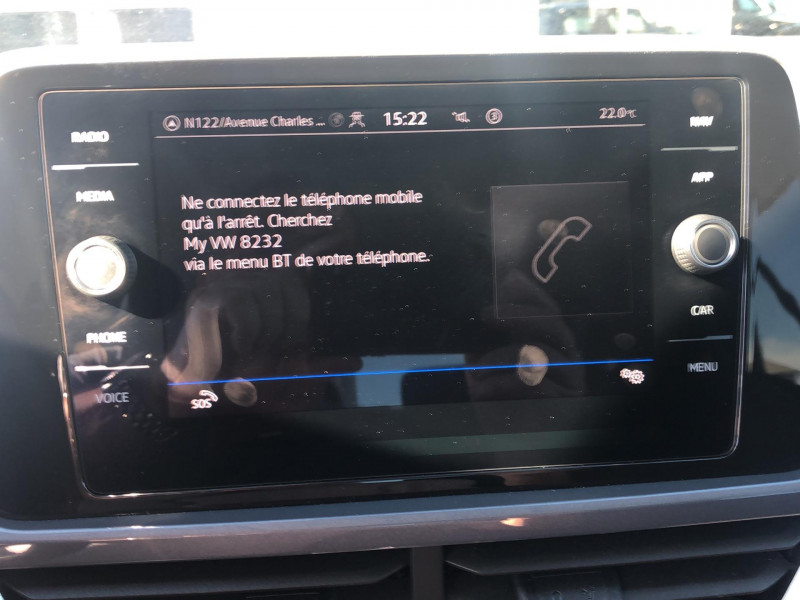 N122/Avenue Charles ... 15:22 22.0°C
RADIO
NAV
MEDIA
APP
Ne connectez le téléphone mobile
qu'à l'arrêt. Cherchez
My VW 8232
via le menu BT de votre téléphone.
PHONE
CAR
VOICE
MENU
SOS